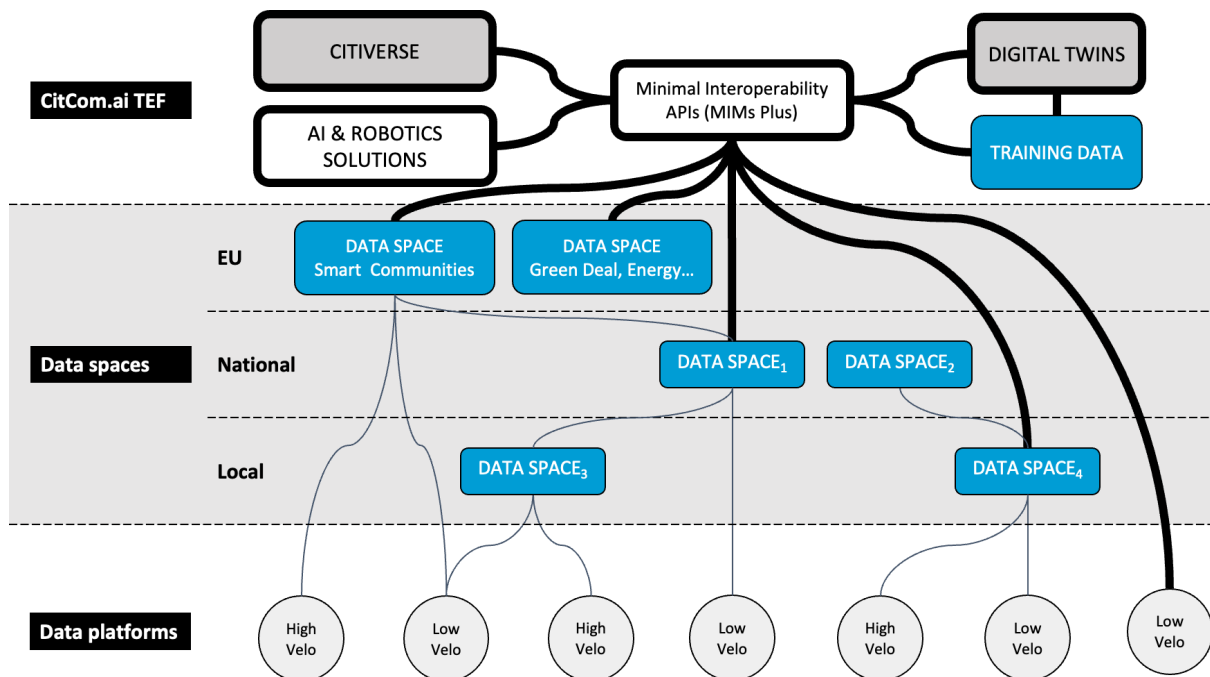 CITIVERSE
DIGITAL TWINS
CitCom.ai TEF
Minimal Interoperability
APIs (MIMs Plus)
AI & ROBOTICS
SOLUTIONS
TRAINING DATA
EU
DATA SPACE
Smart Communities
DATA SPACE
Green Deal, Energy...
Data spaces
National
DATA SPACE₁
DATA SPACE₂
Local
DATA SPACE₃
DATA SPACE₄
Data platforms
High
Velo
Low
Velo
High
Velo
Low
Velo
High
Velo
Low
Velo
Low
Velo